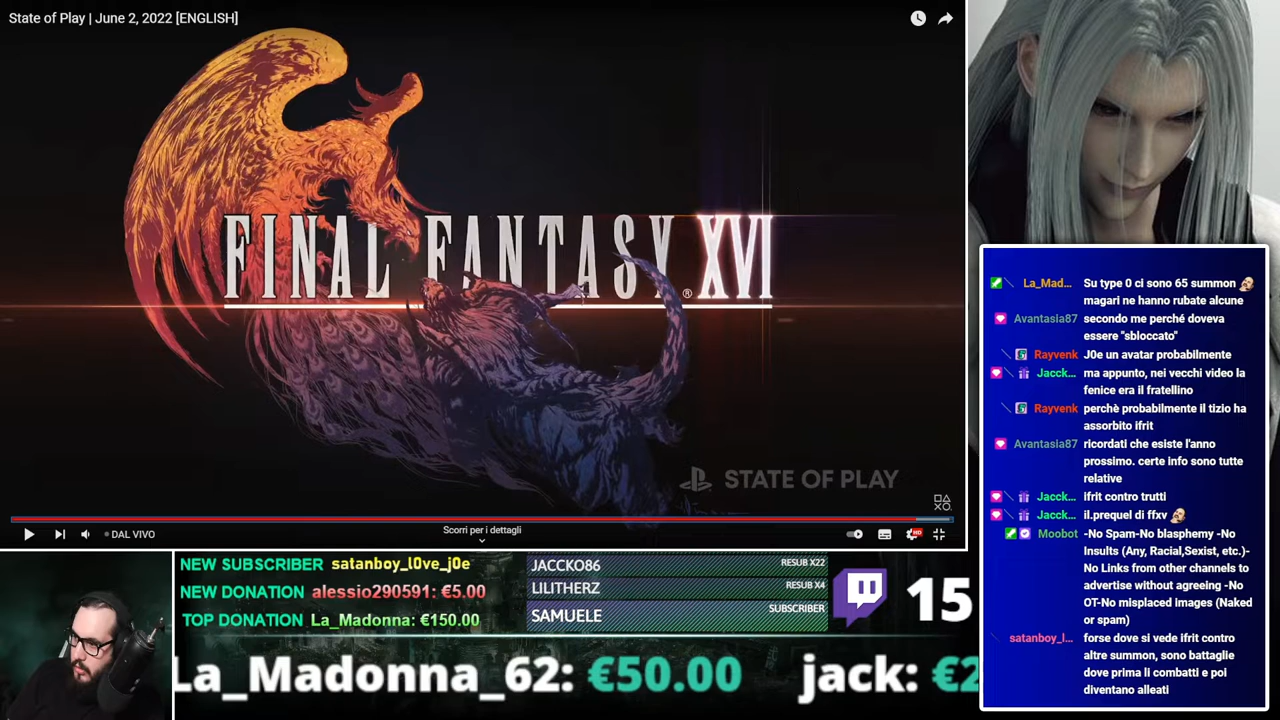 State of Play | June 2, 2022 [ENGLISH]
FINAL FANTASY® XVI
STATE OF PLAY
Scorri per i dettagli
DAL VIVO
HD
La_Mad... Su type 0 ci sono 65 summon
magari ne hanno rubate alcune
Avantasia87 secondo me perché doveva
essere "sbloccato"
Rayvenk J0e un avatar probabilmente
Jacck... ma appunto, nei vecchi video la
fenice era il fratellino
Rayvenk perchè probabilmente il tizio ha
assorbito ifrit
Avantasia87 ricordati che esiste l'anno
prossimo. certe info sono tutte
relative
Jacck... ifrit contro trutti
Jacck... il.prequel di ffxv
Moobot -No Spam-No blasphemy -No
Insults (Any, Racial,Sexist, etc.)-
No Links from other channels to
advertise without agreeing -No
OT-No misplaced Images (Naked
or spam)
satanboy_l... forse dove si vede ifrit contro
altre summon, sono battaglie
dove prima li combatti e poi
diventano alleati
NEW SUBSCRIBER satanboy_l0ve_j0e
NEW DONATION alessio290591: €5.00
TOP DONATION La_Madonna: €150.00
JACCKO86 RESUB X22
LILITHERZ RESUB X4
SAMUELE SUBSCRIBER
15
La_Madonna_62: €50.00 jack: €2